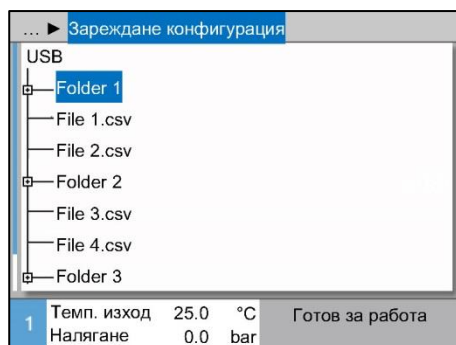 ... ► Зареждане конфигурация
USB
Folder 1
File 1.csv
File 2.csv
Folder 2
File 3.csv
File 4.csv
Folder 3
1 Темп. изход 25.0 °C Готов за работа
Налягане 0.0 bar